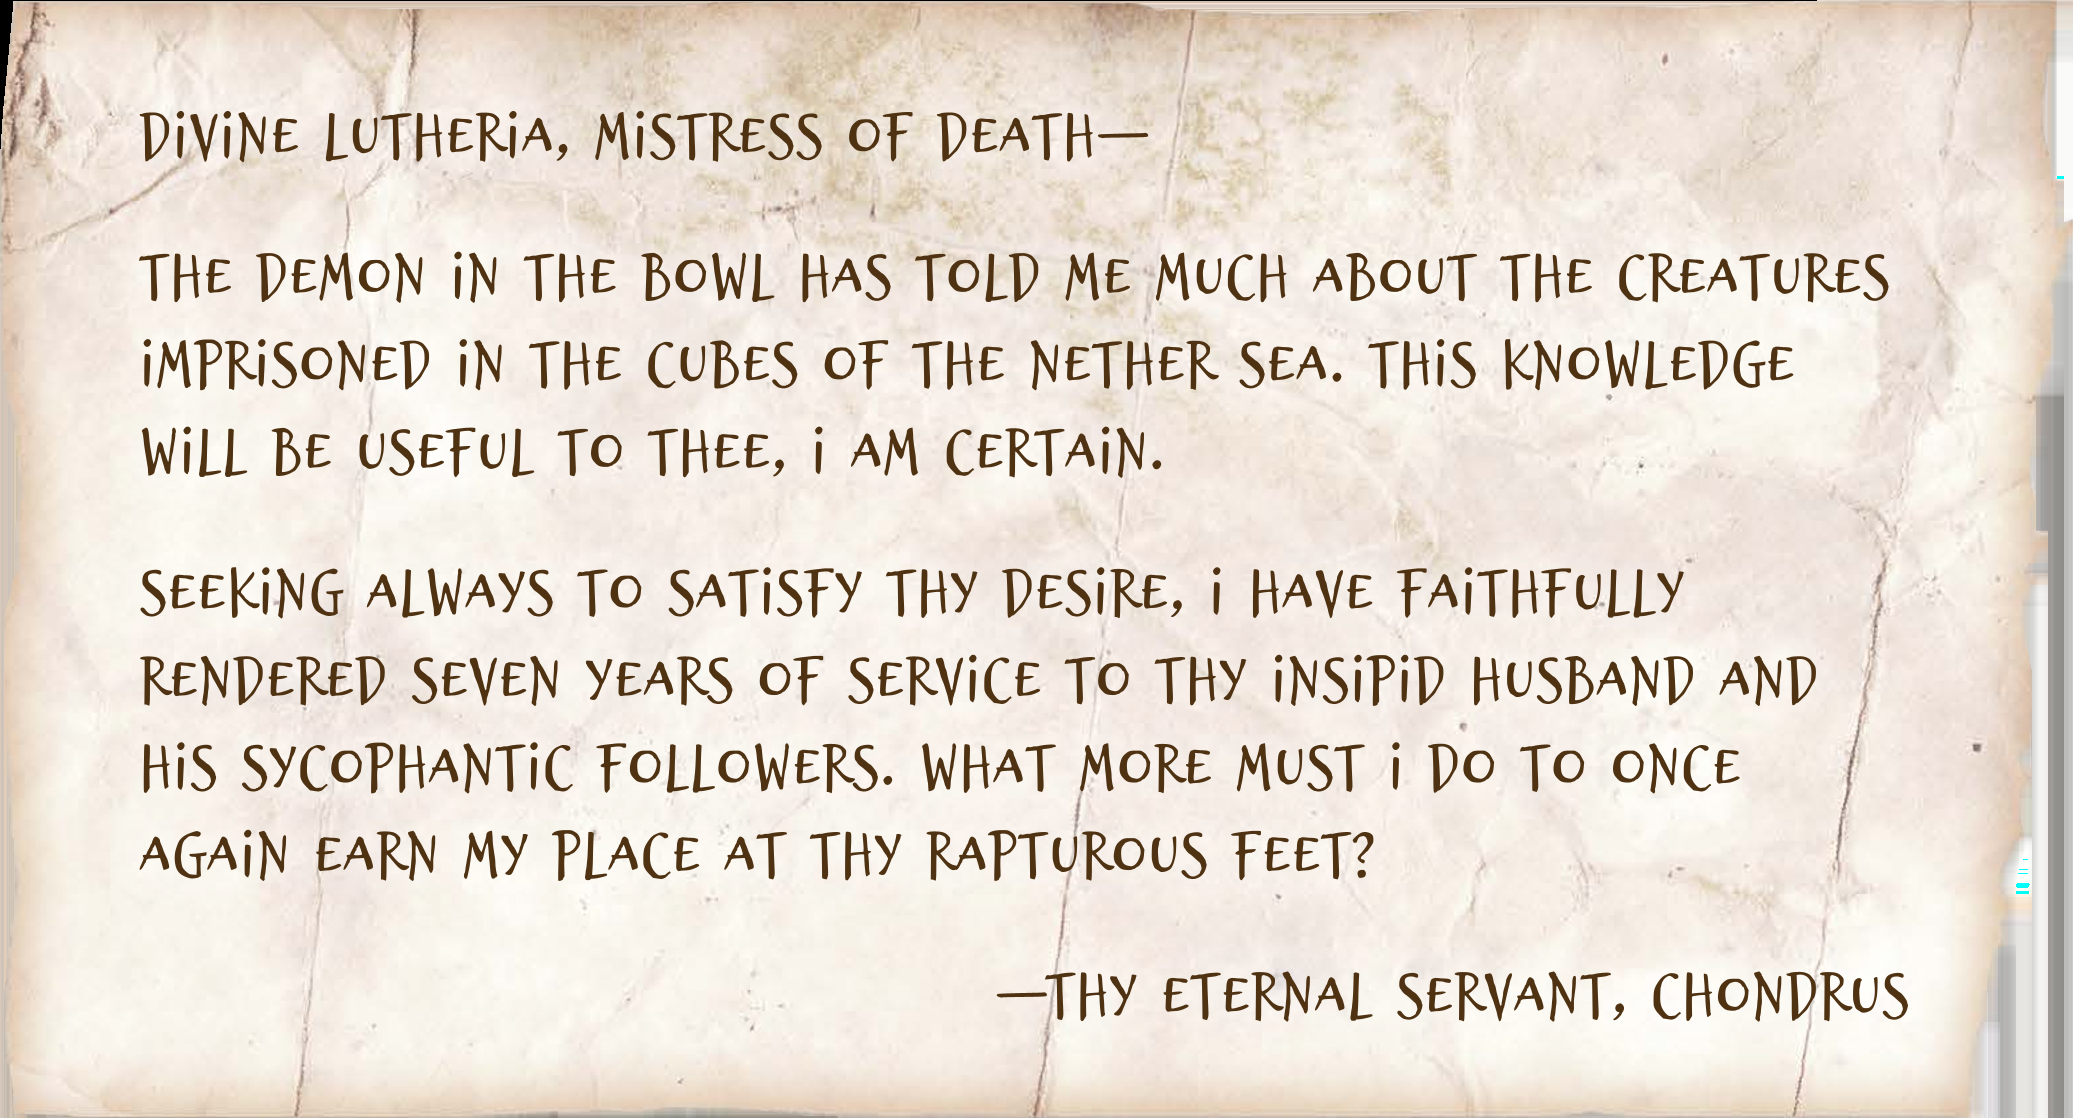 DiViNE LUTHERiA, MiSTRESS OF DEATH—
THE DEMON iN THE BOWL HAS TOLD ME MUCH ABOUT THE CREATURES
iMPRiSONED iN THE CUBES OF THE NETHER SEA. THiS KNOWLEDGE
WiLL BE USEFUL TO THEE, i AM CERTAiN.
SEEKiNG ALWAYS TO SATiSFY THY DESiRE, i HAVE FAiTHFULLY
RENDERED SEVEN YEARS OF SERViCE TO THY iNSiPiD HUSBAND AND
HiS SYCOPHANTiC FOLLOWERS. WHAT MORE MUST i DO TO ONCE
AGAiN EARN MY PLACE AT THY RAPTUROUS FEET?
—THY ETERNAL SERVANT, CHONDRUS